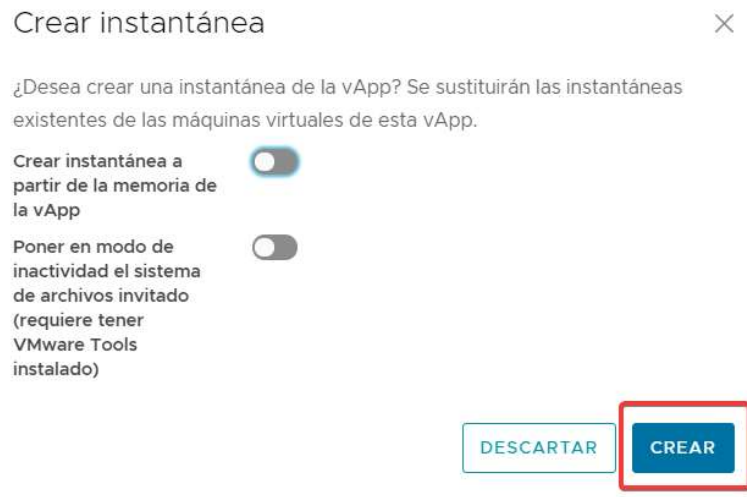 Crear instantánea
¿Desea crear una instantánea de la vApp? Se sustituirán las instantáneas
existentes de las máquinas virtuales de esta vApp.
Crear instantánea a
partir de la memoria de
la vApp
Poner en modo de
inactividad el sistema
de archivos invitado
(requiere tener
VMware Tools
instalado)
DESCARTAR CREAR